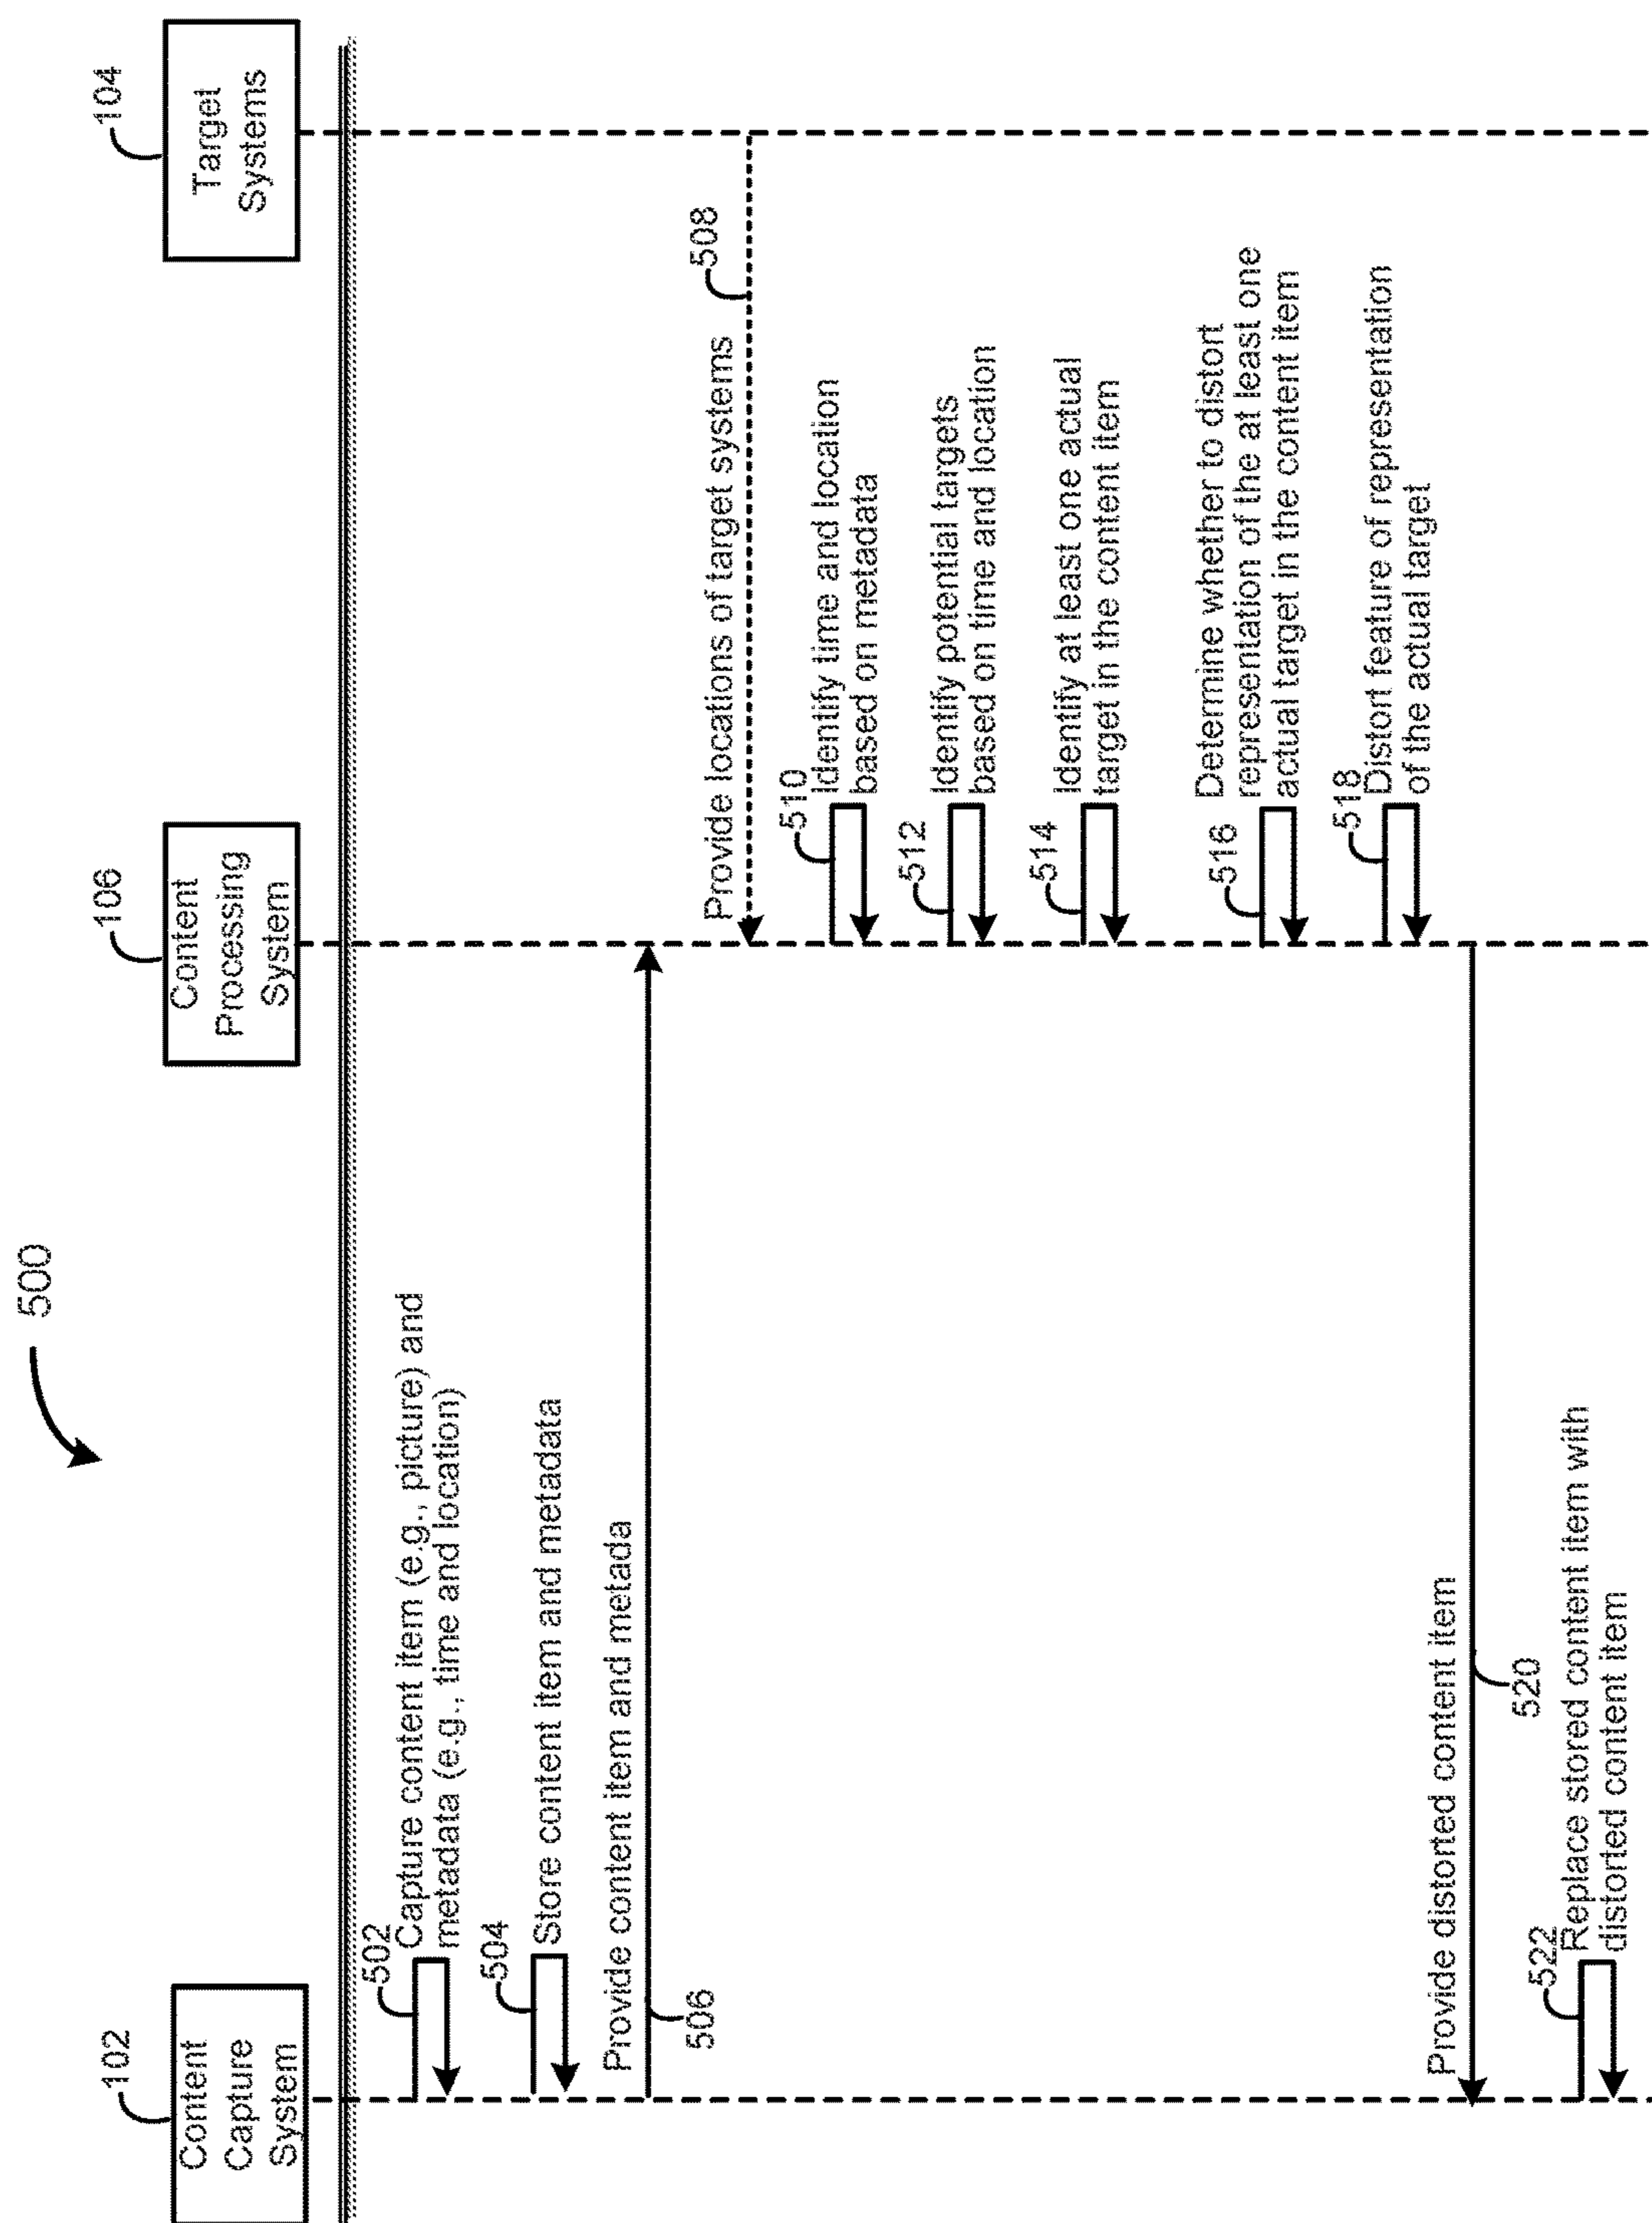 500
102
Content
Capture
System
106
Content
Processing
System
104
Target
Systems
502
Capture content item (e.g., picture) and
metadata (e.g., time and location)
504
Store content item and metadata
Provide content item and metada
506
Provide locations of target systems
508
510
Identify time and location
based on metadata
512
Identify potential targets
based on time and location
514
Identify at least one actual
target in the content item
516
Determine whether to distort
representation of the at least one
actual target in the content item
518
Distort feature of representation
of the actual target
Provide distorted content item
520
522
Replace stored content item with
distorted content item